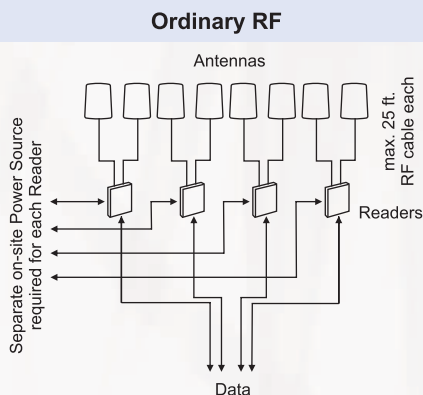 Ordinary RF
Antennas
max. 25 ft.
RF cable each
Separate on-site Power Source
required for each Reader
Readers
Data